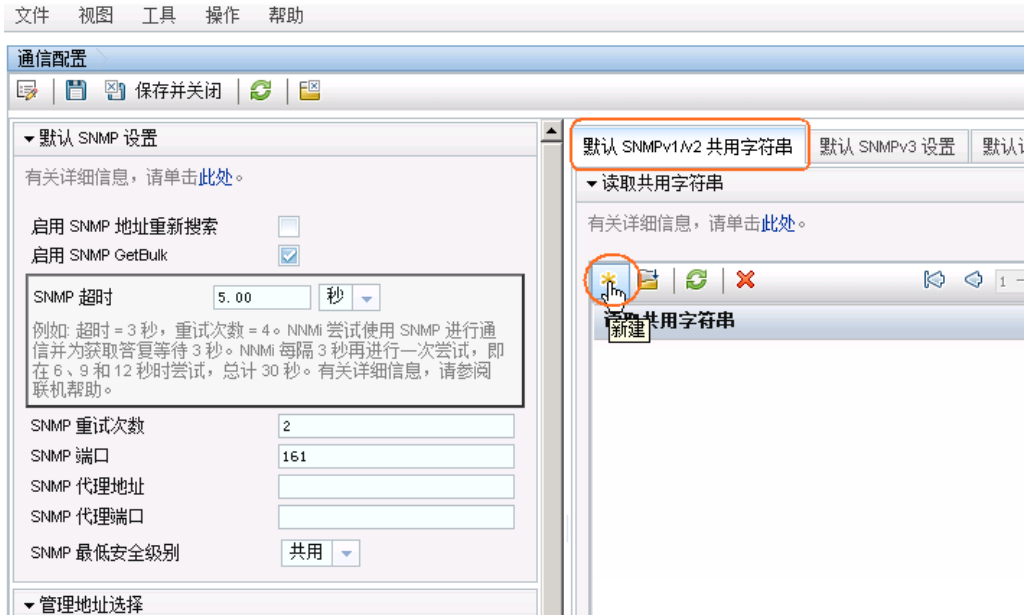 文件 视图 工具 操作 帮助
通信配置
保存并关闭
默认 SNMP 设置
有关详细信息，请单击此处。
启用 SNMP 地址重新搜索
启用 SNMP GetBulk
SNMP 超时 5.00 秒
例如: 超时 = 3 秒，重试次数 = 4。NNMi 尝试使用 SNMP 进行通
信并为获取答复等待 3 秒。NNMi 每隔 3 秒再进行一次尝试，即
在 6、9 和 12 秒时尝试，总计 30 秒。有关详细信息，请参阅
联机帮助。
SNMP 重试次数 2
SNMP 端口 161
SNMP 代理地址
SNMP 代理端口
SNMP 最低安全级别 共用
管理地址选择
默认 SNMPv1/v2 共用字符串 默认 SNMPv3 设置 默认
读取共用字符串
有关详细信息，请单击此处。
1 -
共用字符串
新建